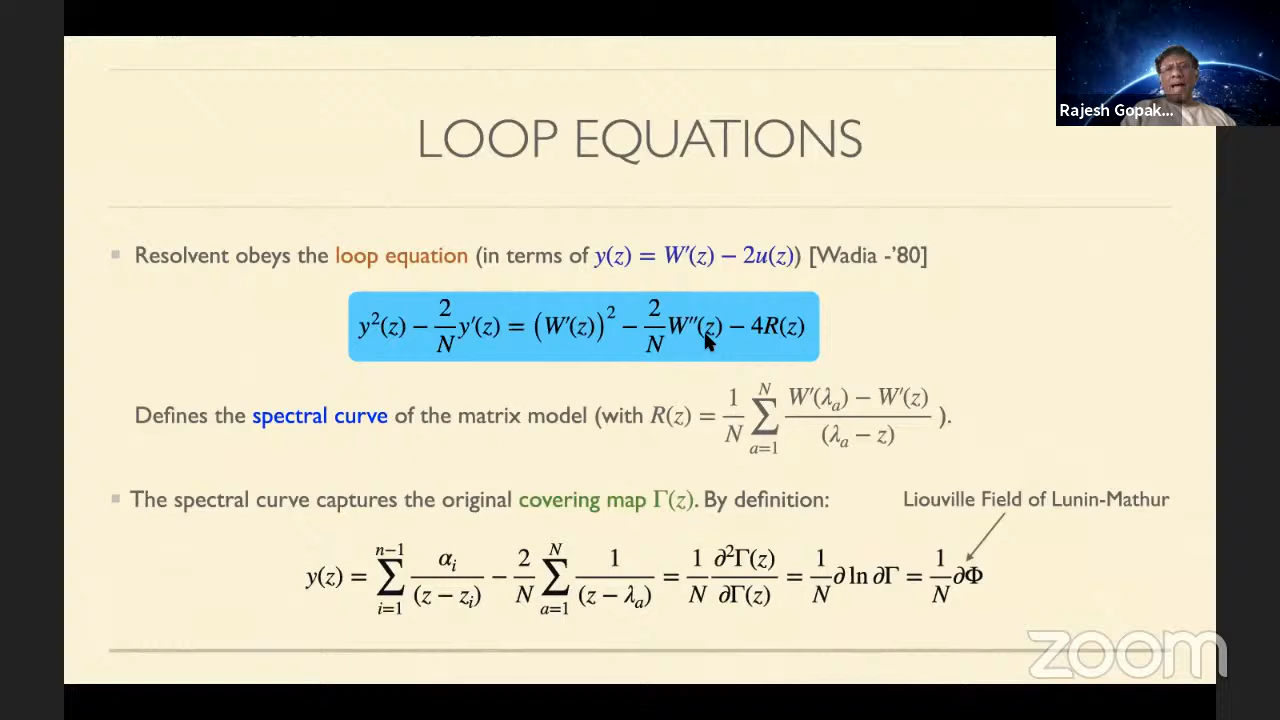 Rajesh Gopak...
LOOP EQUATIONS
Resolvent obeys the loop equation (in terms of y(z) = W′(z) − 2u(z)) [Wadia -'80]
y²(z) − 2/N y′(z) = (W′(z))² − 2/N W′′(z) − 4R(z)
Defines the spectral curve of the matrix model (with R(z) = 1/N ∑_{a=1}^{N} (W′(λ_a) − W′(z))/(λ_a − z) ).
The spectral curve captures the original covering map Γ(z). By definition:
Liouville Field of Lunin-Mathur
y(z) = ∑_{i=1}^{n−1} α_i/(z − z_i) − 2/N ∑_{a=1}^{N} 1/(z − λ_a) = 1/N ∂²Γ(z)/∂Γ(z) = 1/N ∂ ln ∂Γ = 1/N ∂Φ
zoom